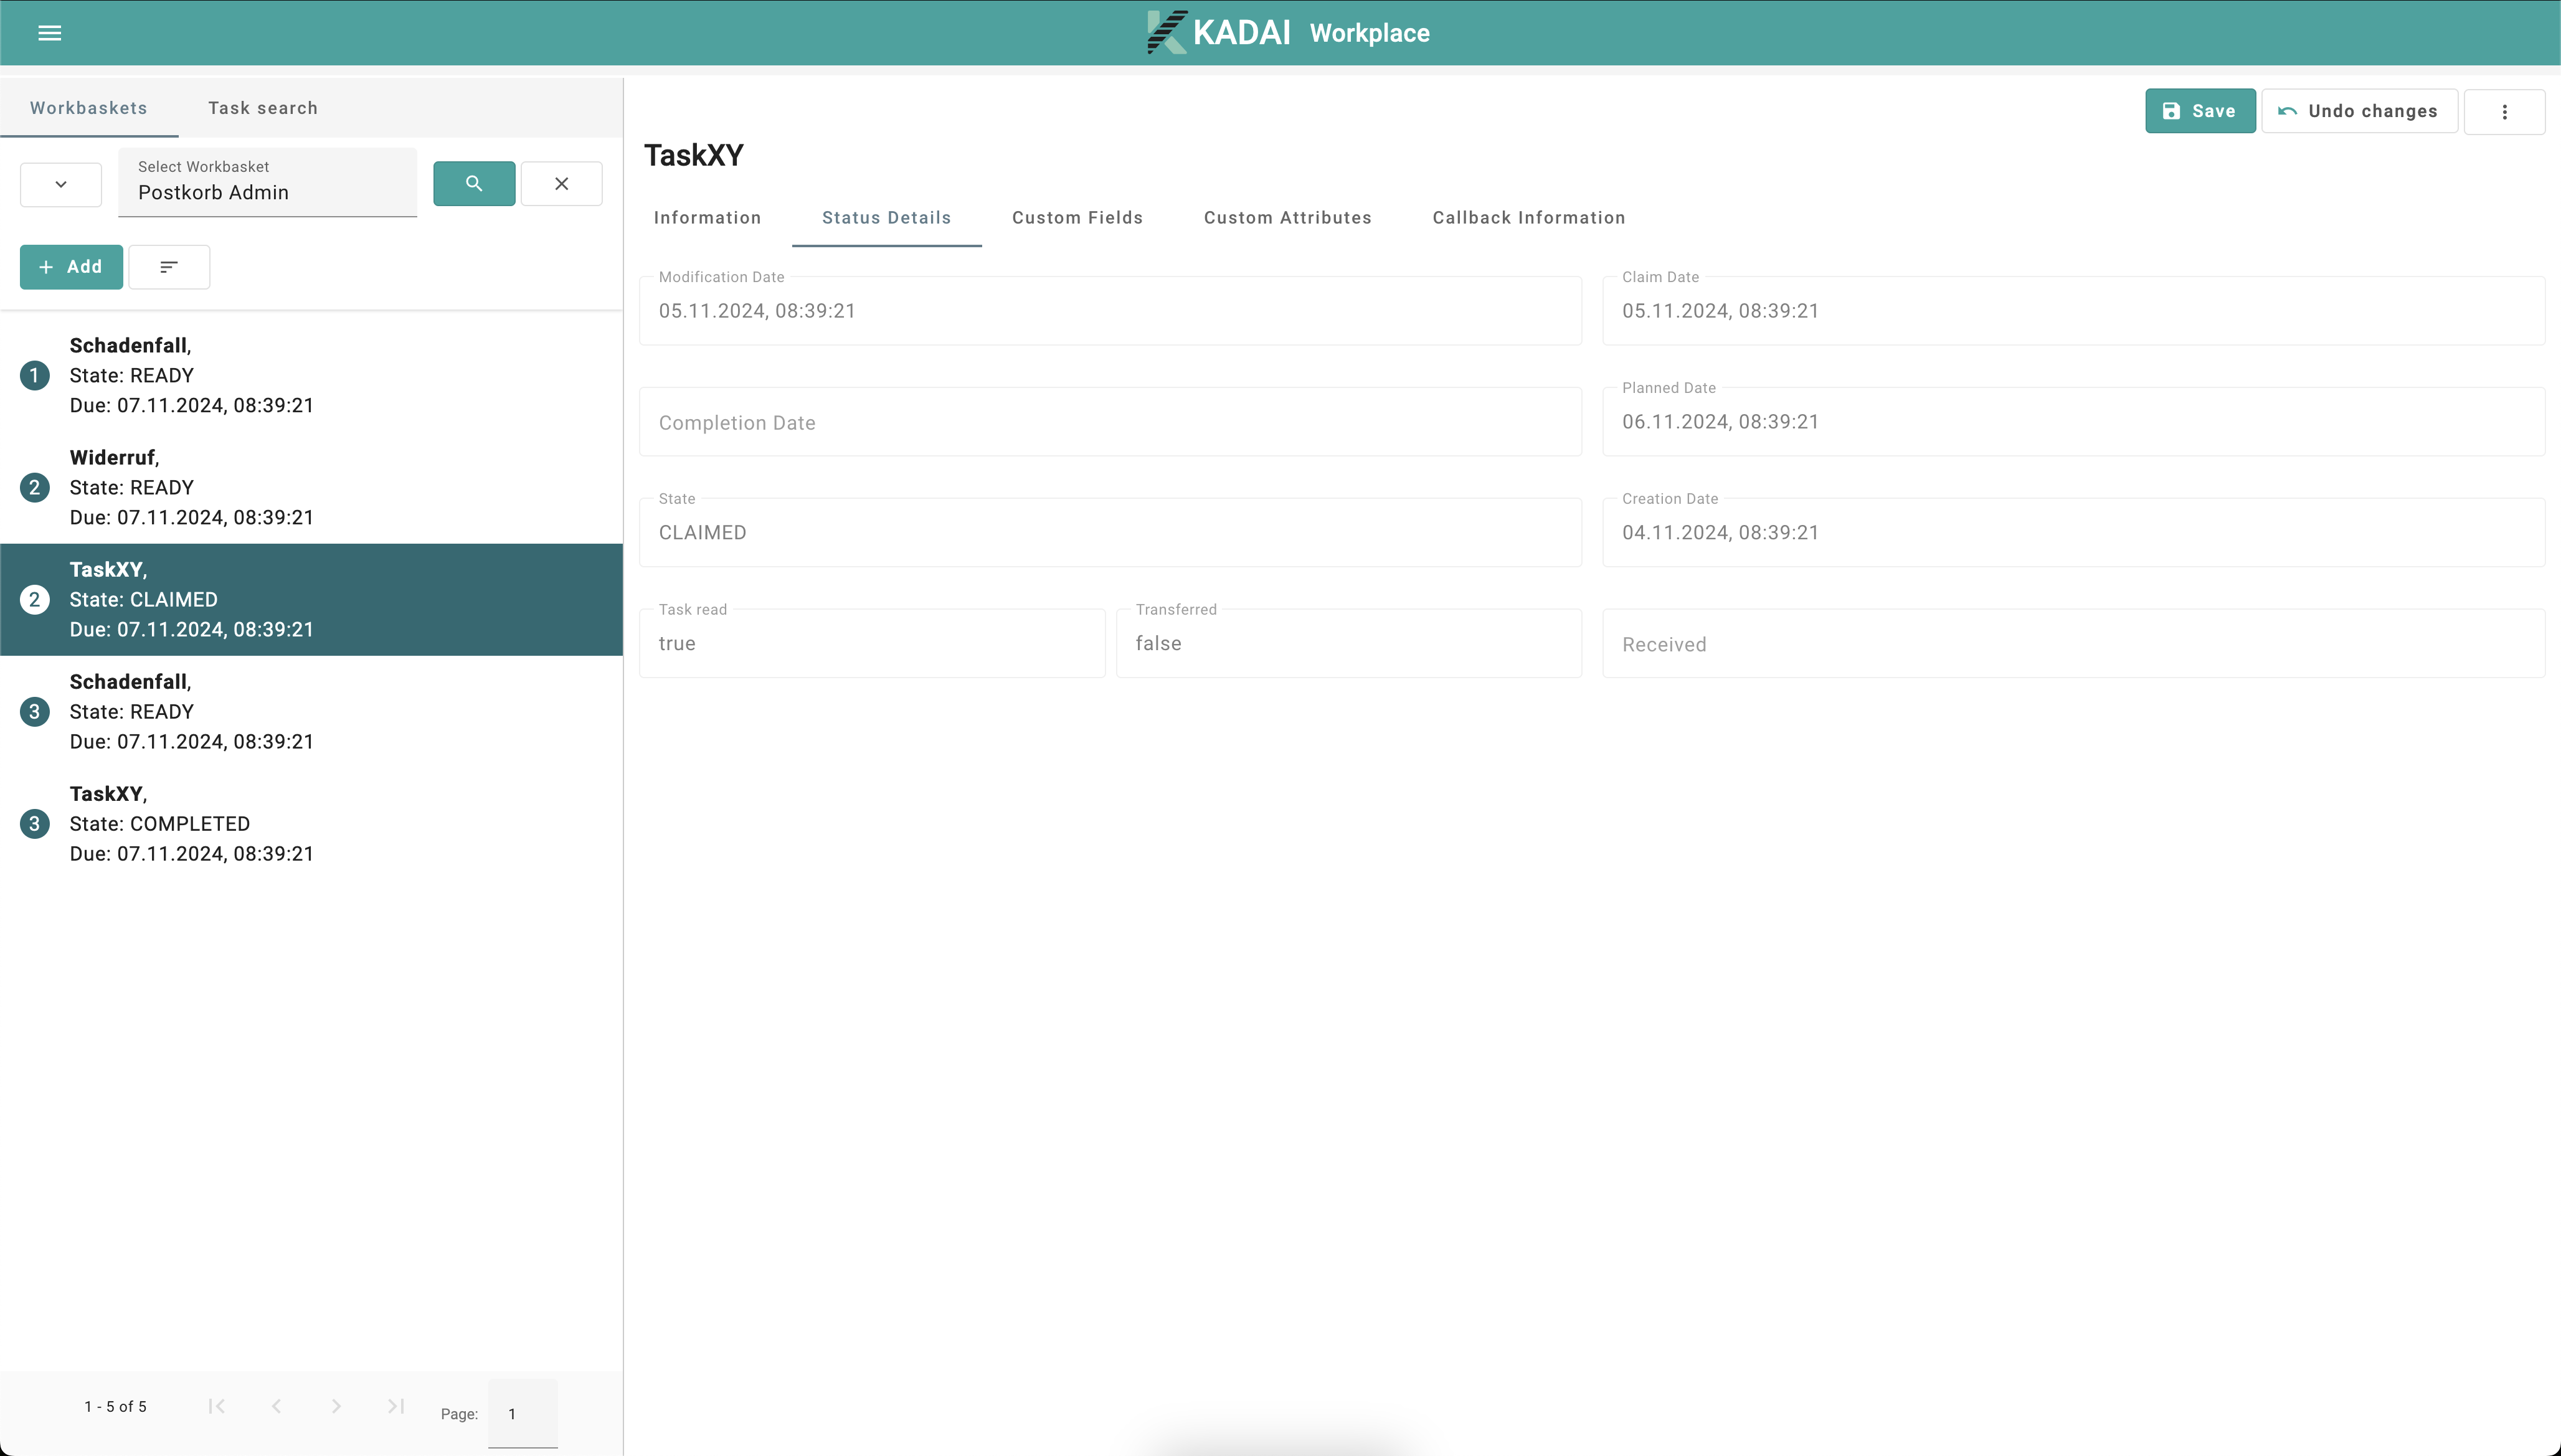 KADAI Workplace
Workbaskets Task search
Select Workbasket
Postkorb Admin
Add
1
Schadenfall,
State: READY
Due: 07.11.2024, 08:39:21
2
Widerruf,
State: READY
Due: 07.11.2024, 08:39:21
2
TaskXY,
State: CLAIMED
Due: 07.11.2024, 08:39:21
3
Schadenfall,
State: READY
Due: 07.11.2024, 08:39:21
3
TaskXY,
State: COMPLETED
Due: 07.11.2024, 08:39:21
1 - 5 of 5
Page: 1
Save Undo changes
TaskXY
Information Status Details Custom Fields Custom Attributes Callback Information
Modification Date
05.11.2024, 08:39:21
Claim Date
05.11.2024, 08:39:21
Completion Date
Planned Date
06.11.2024, 08:39:21
State
CLAIMED
Creation Date
04.11.2024, 08:39:21
Task read
true
Transferred
false
Received